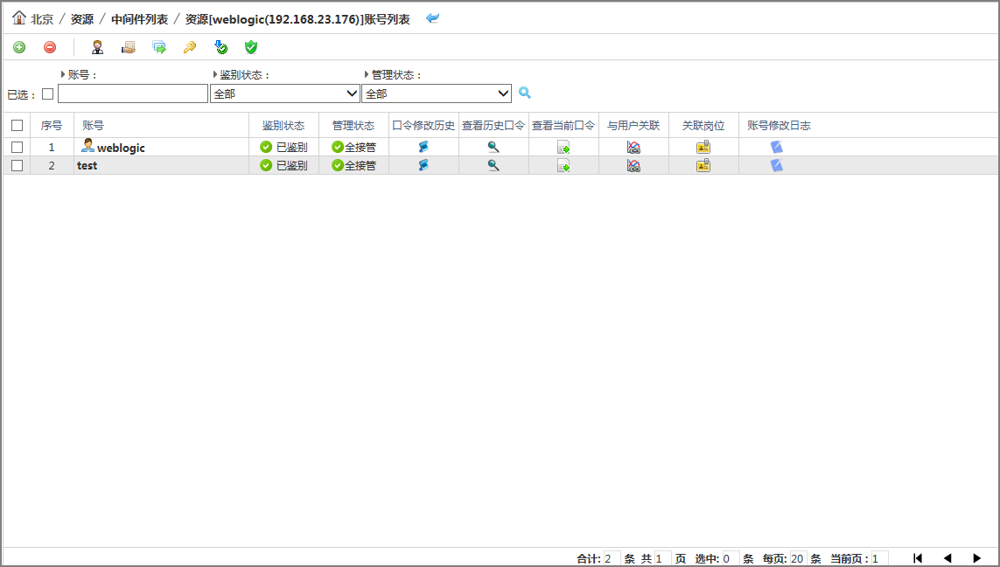 北京 / 资源 / 中间件列表 / 资源[weblogic(192.168.23.176)]账号列表
账号： 鉴别状态： 管理状态：
已选： 全部 全部
序号 账号 鉴别状态 管理状态 口令修改历史 查看历史口令 查看当前口令 与用户关联 关联岗位 账号修改日志
1 weblogic 已鉴别 全接管
2 test 已鉴别 全接管
合计: 2 条 共 1 页 选中: 0 条 每页: 20 条 当前页 : 1